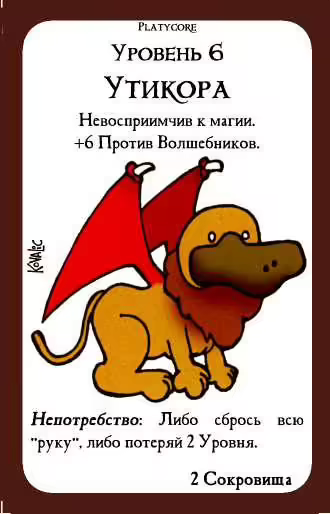 Platycore
Уровень 6
Утикора
Невосприимчив к магии.
+6 Против Волшебников.
Kovalic
Непотребство: Либо сбрось всю
"руку", либо потеряй 2 Уровня.
2 Сокровища